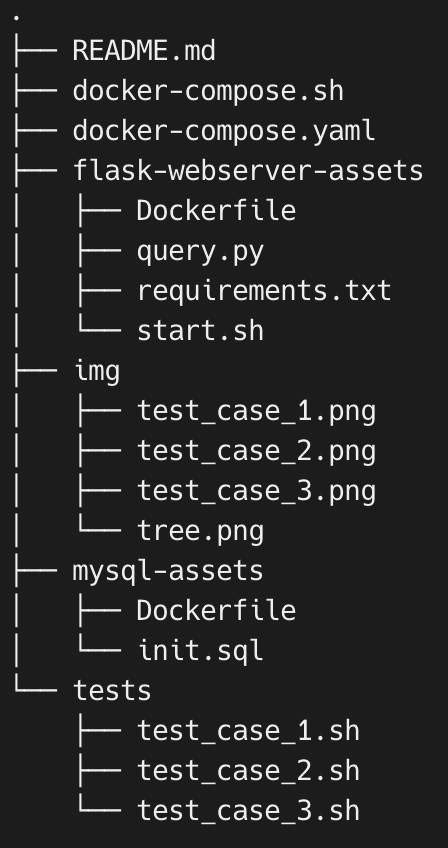 .
├── README.md
├── docker-compose.sh
├── docker-compose.yaml
├── flask-webserver-assets
│   ├── Dockerfile
│   ├── query.py
│   ├── requirements.txt
│   └── start.sh
├── img
│   ├── test_case_1.png
│   ├── test_case_2.png
│   ├── test_case_3.png
│   └── tree.png
├── mysql-assets
│   ├── Dockerfile
│   └── init.sql
└── tests
    ├── test_case_1.sh
    ├── test_case_2.sh
    └── test_case_3.sh